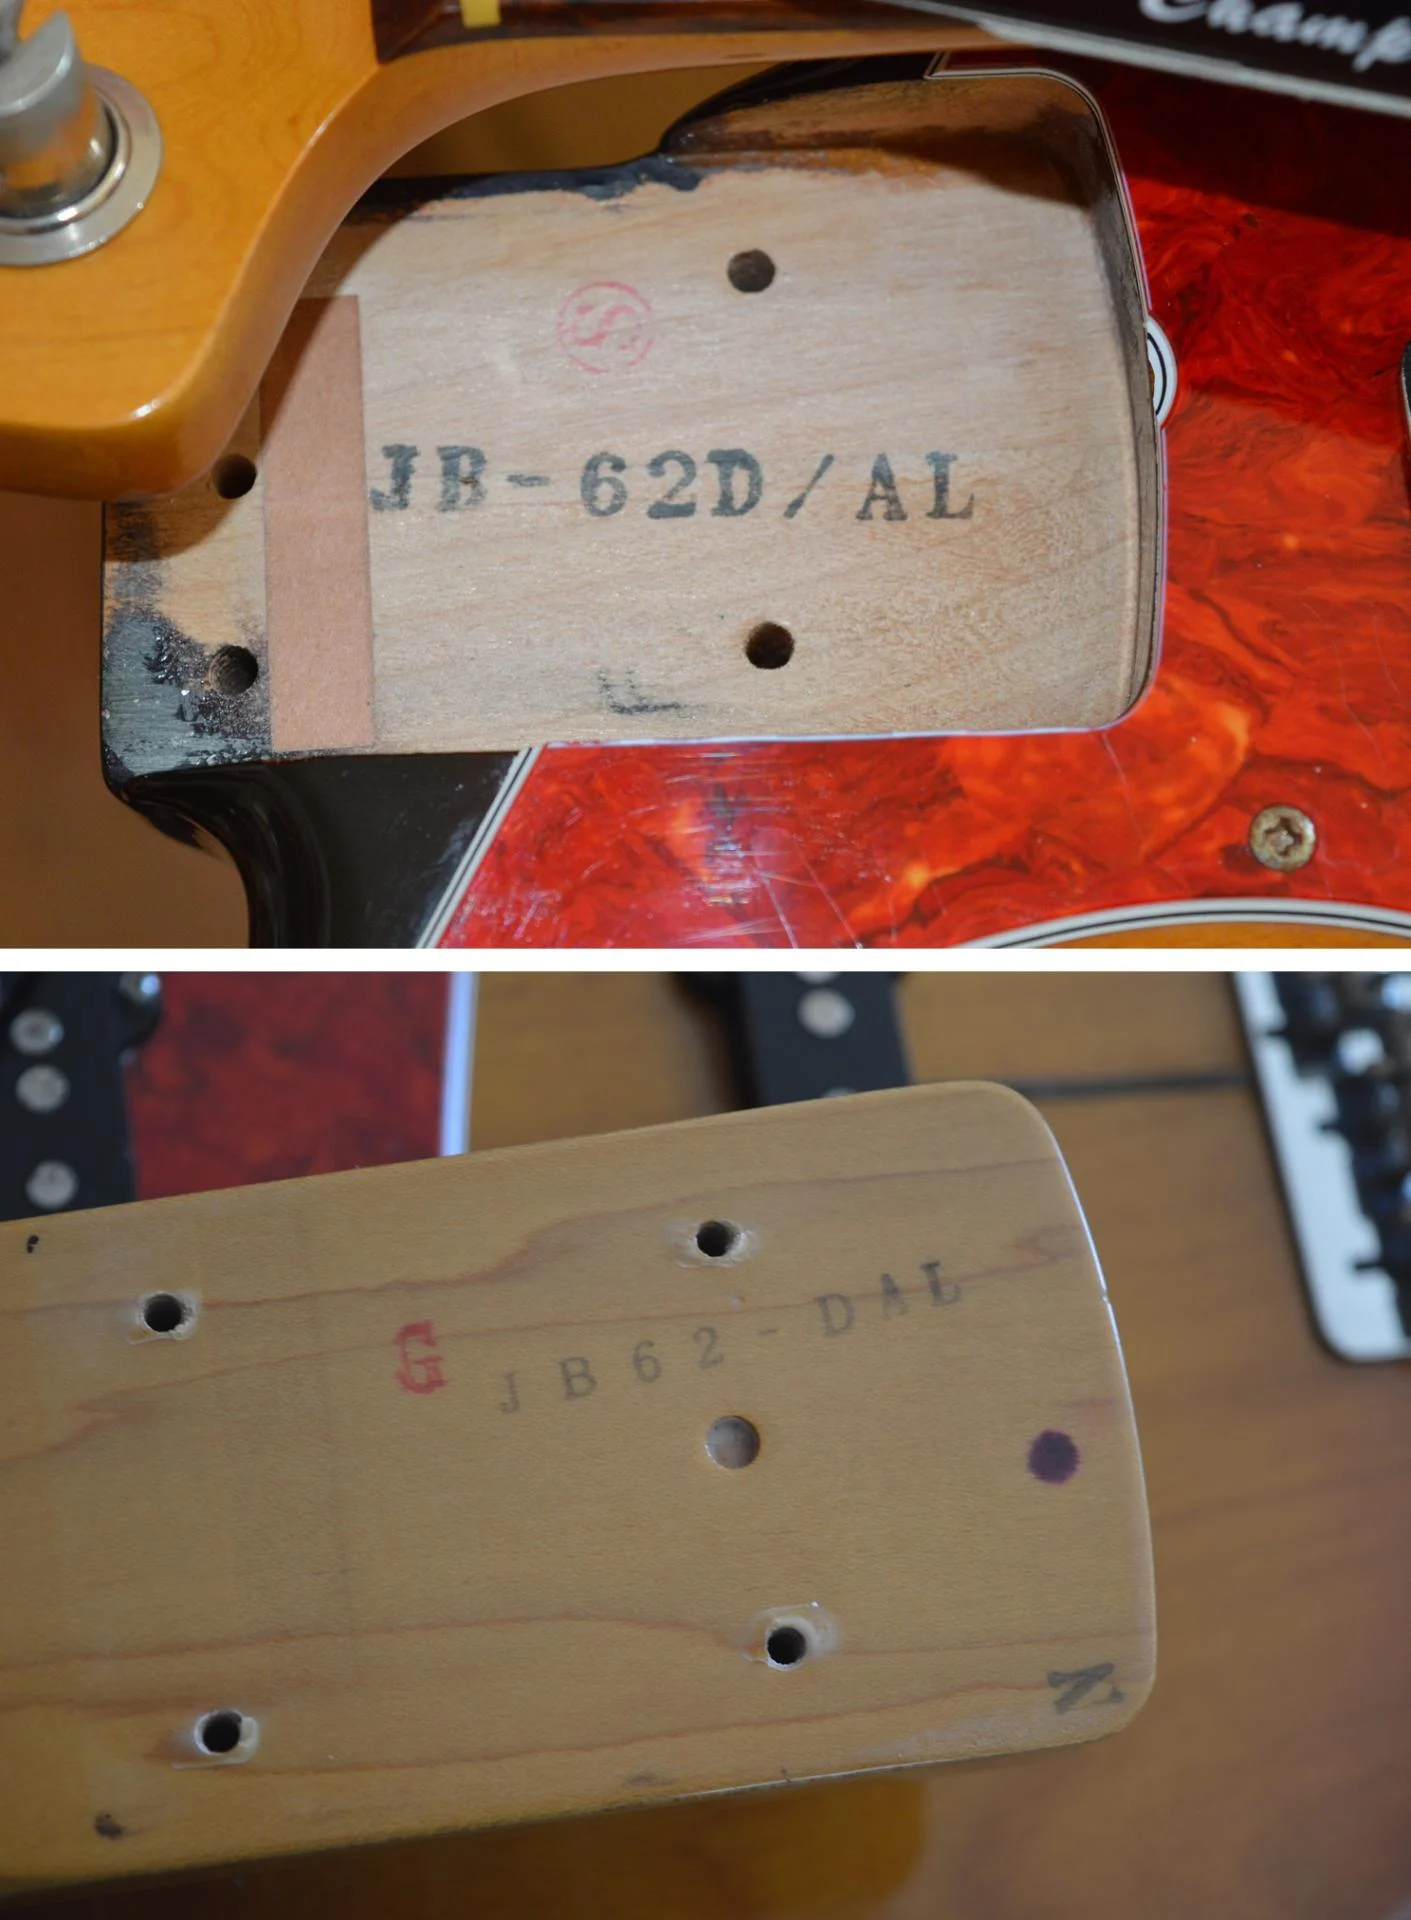 Champ
S
JB-62D/AL
G
JB62-DAL
N